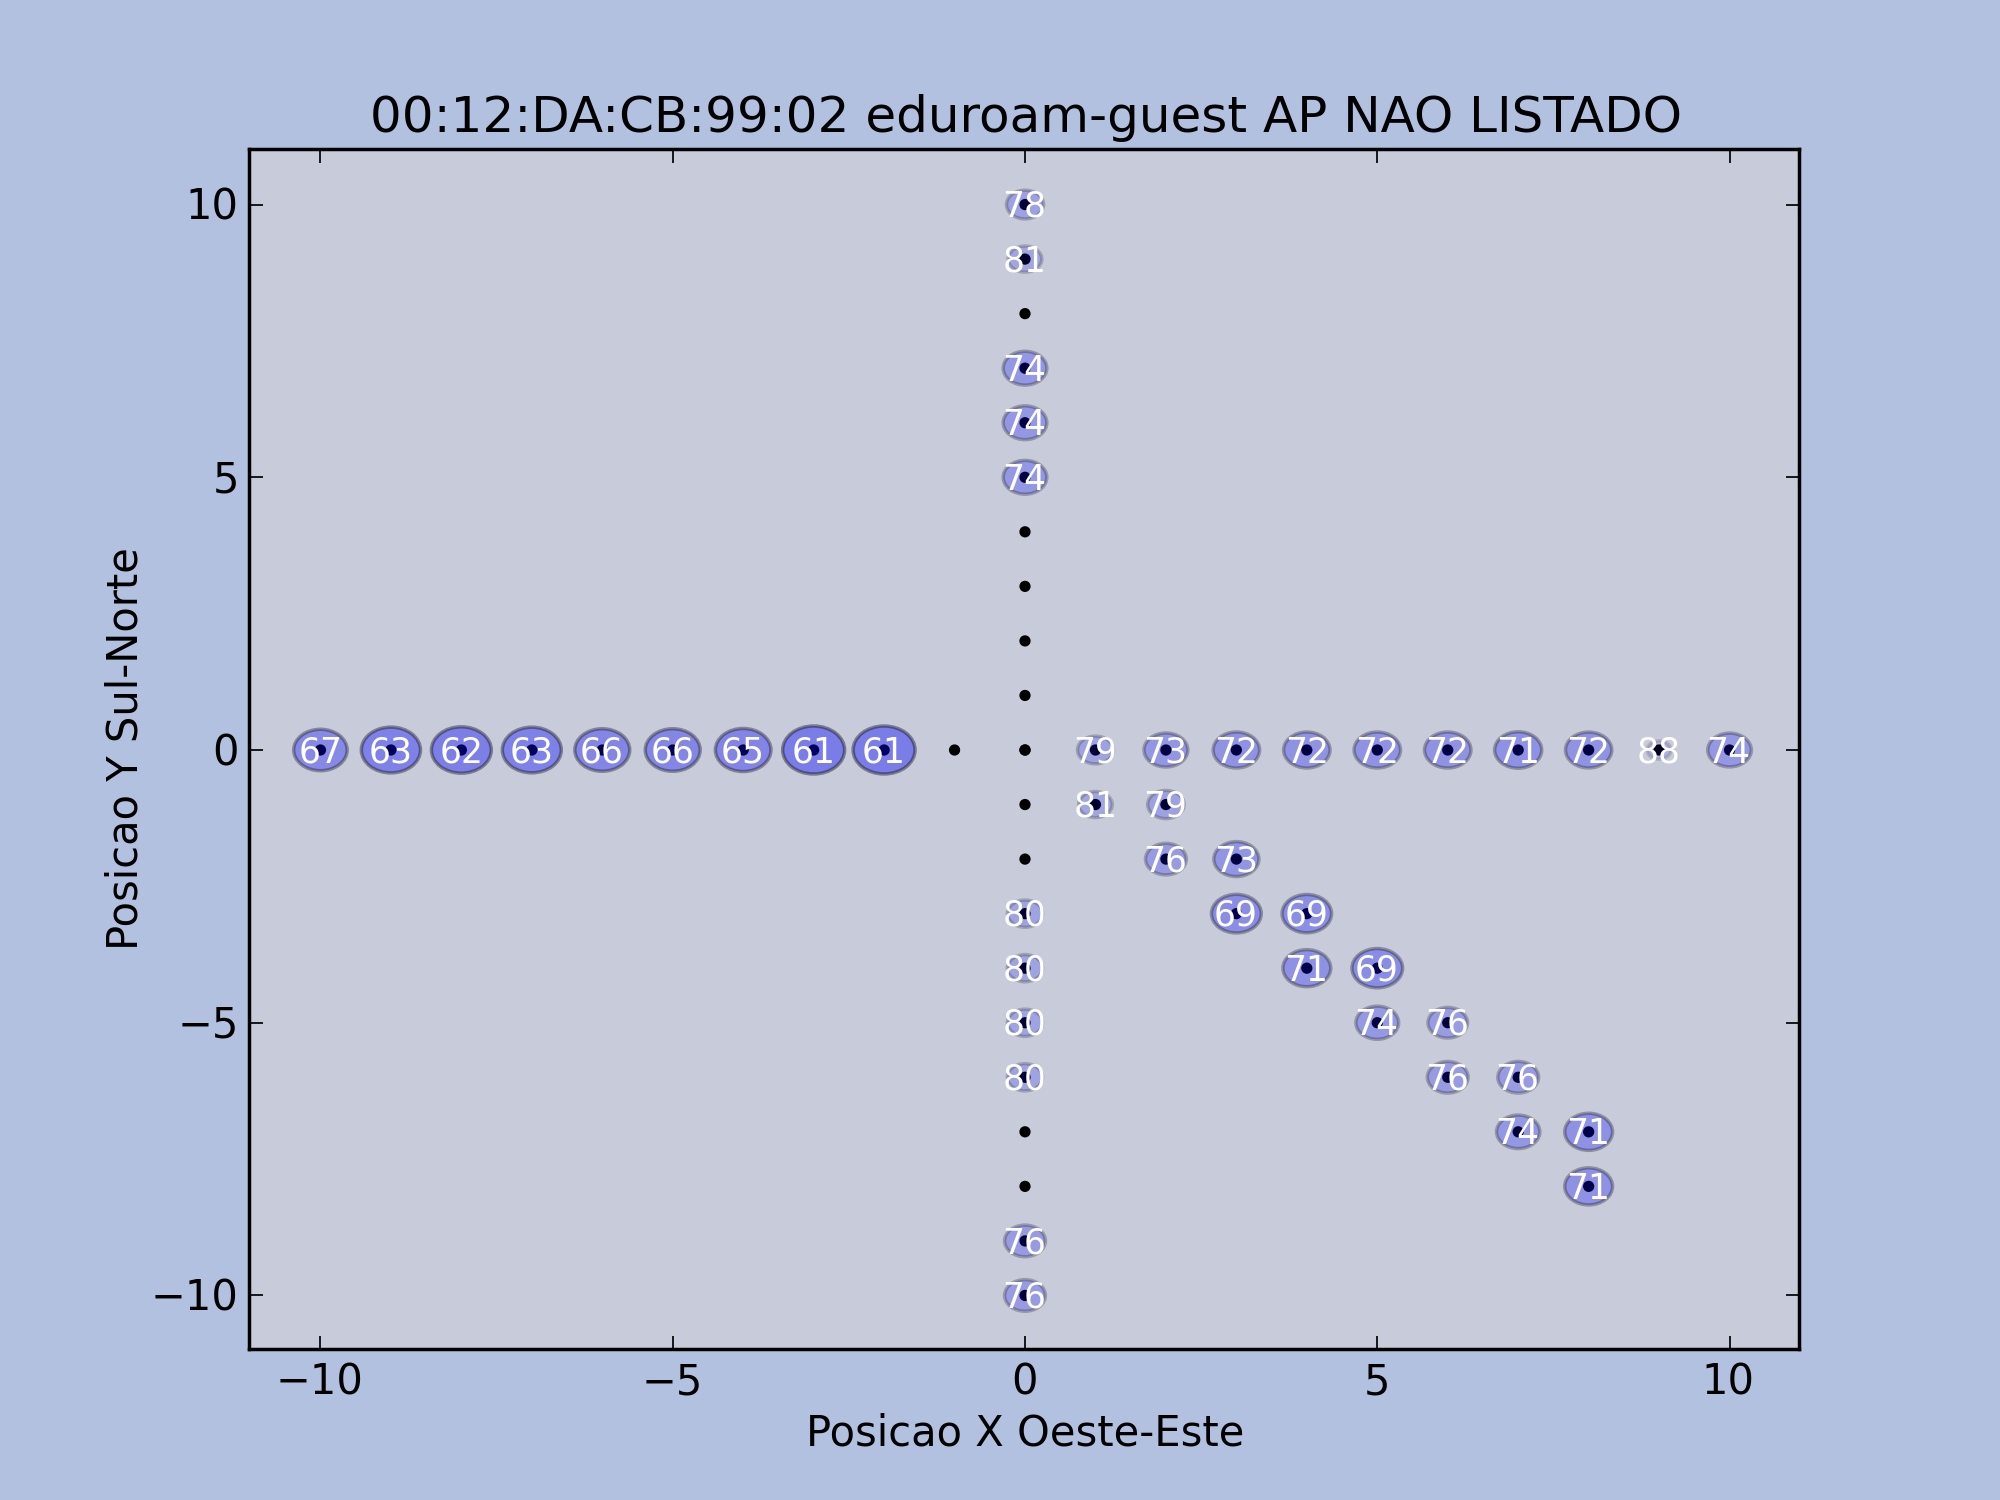 00:12:DA:CB:99:02 eduroam-guest AP NAO LISTADO
10
78
81
74
74
5
74
Posicao Y Sul-Norte
0
67 63 62 63 66 66 65 61 61 79 73 72 72 72 72 71 72 88 74
81 79
76 73
80 69 69
80 71 69
−5
80 74 76
80 76 76
74 71
71
76
−10
76
−10 −5 0 5 10
Posicao X Oeste-Este